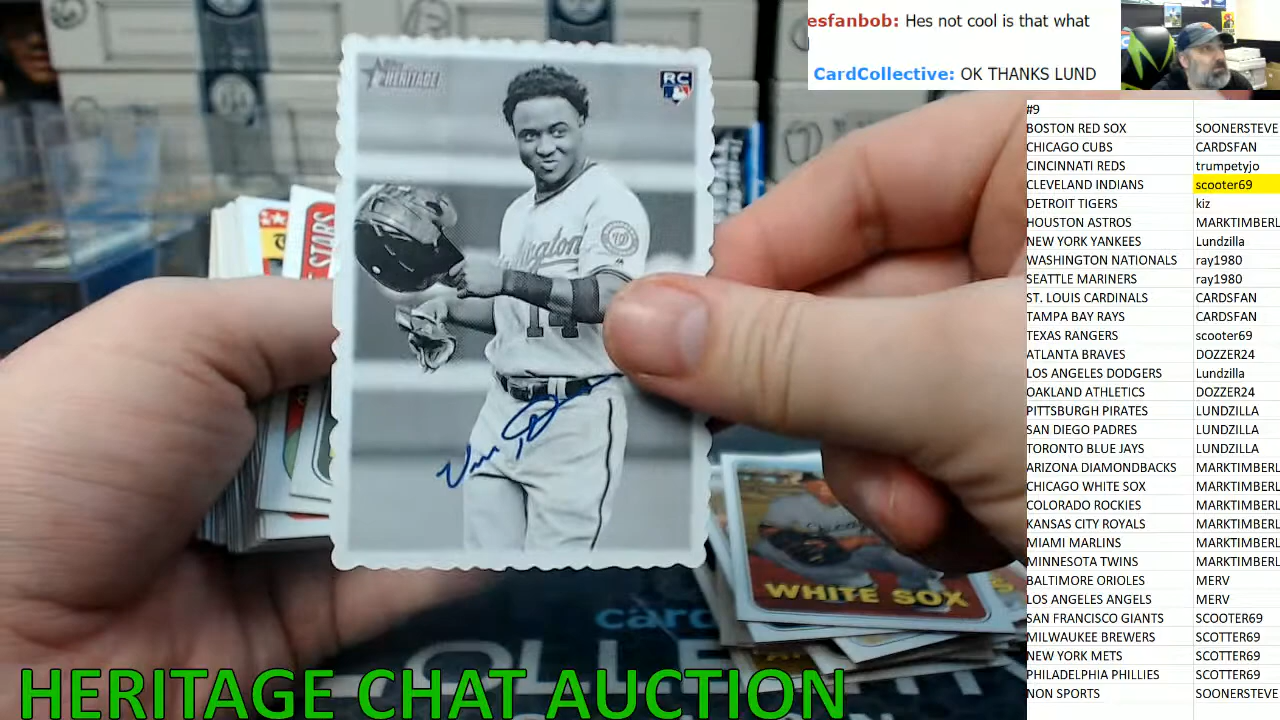 esfanbob: Hes not cool is that what
CardCollective: OK THANKS LUND
#9
BOSTON RED SOX SOONERSTEVE
CHICAGO CUBS CARDSFAN
CINCINNATI REDS trumpetyjo
CLEVELAND INDIANS scooter69
DETROIT TIGERS kiz
HOUSTON ASTROS MARKTIMBERL
NEW YORK YANKEES Lundzilla
WASHINGTON NATIONALS ray1980
SEATTLE MARINERS ray1980
ST. LOUIS CARDINALS CARDSFAN
TAMPA BAY RAYS CARDSFAN
TEXAS RANGERS scooter69
ATLANTA BRAVES DOZZER24
LOS ANGELES DODGERS Lundzilla
OAKLAND ATHLETICS DOZZER24
PITTSBURGH PIRATES LUNDZILLA
SAN DIEGO PADRES LUNDZILLA
TORONTO BLUE JAYS LUNDZILLA
ARIZONA DIAMONDBACKS MARKTIMBERL
CHICAGO WHITE SOX MARKTIMBERL
COLORADO ROCKIES MARKTIMBERL
KANSAS CITY ROYALS MARKTIMBERL
MIAMI MARLINS MARKTIMBERL
MINNESOTA TWINS MARKTIMBERL
BALTIMORE ORIOLES MERV
LOS ANGELES ANGELS MERV
SAN FRANCISCO GIANTS SCOOTER69
MILWAUKEE BREWERS SCOTTER69
NEW YORK METS SCOTTER69
PHILADELPHIA PHILLIES SCOTTER69
NON SPORTS SOONERSTEVE
HERITAGE
RC
14
STARS
WHITE SOX
card
HERITAGE CHAT AUCTION